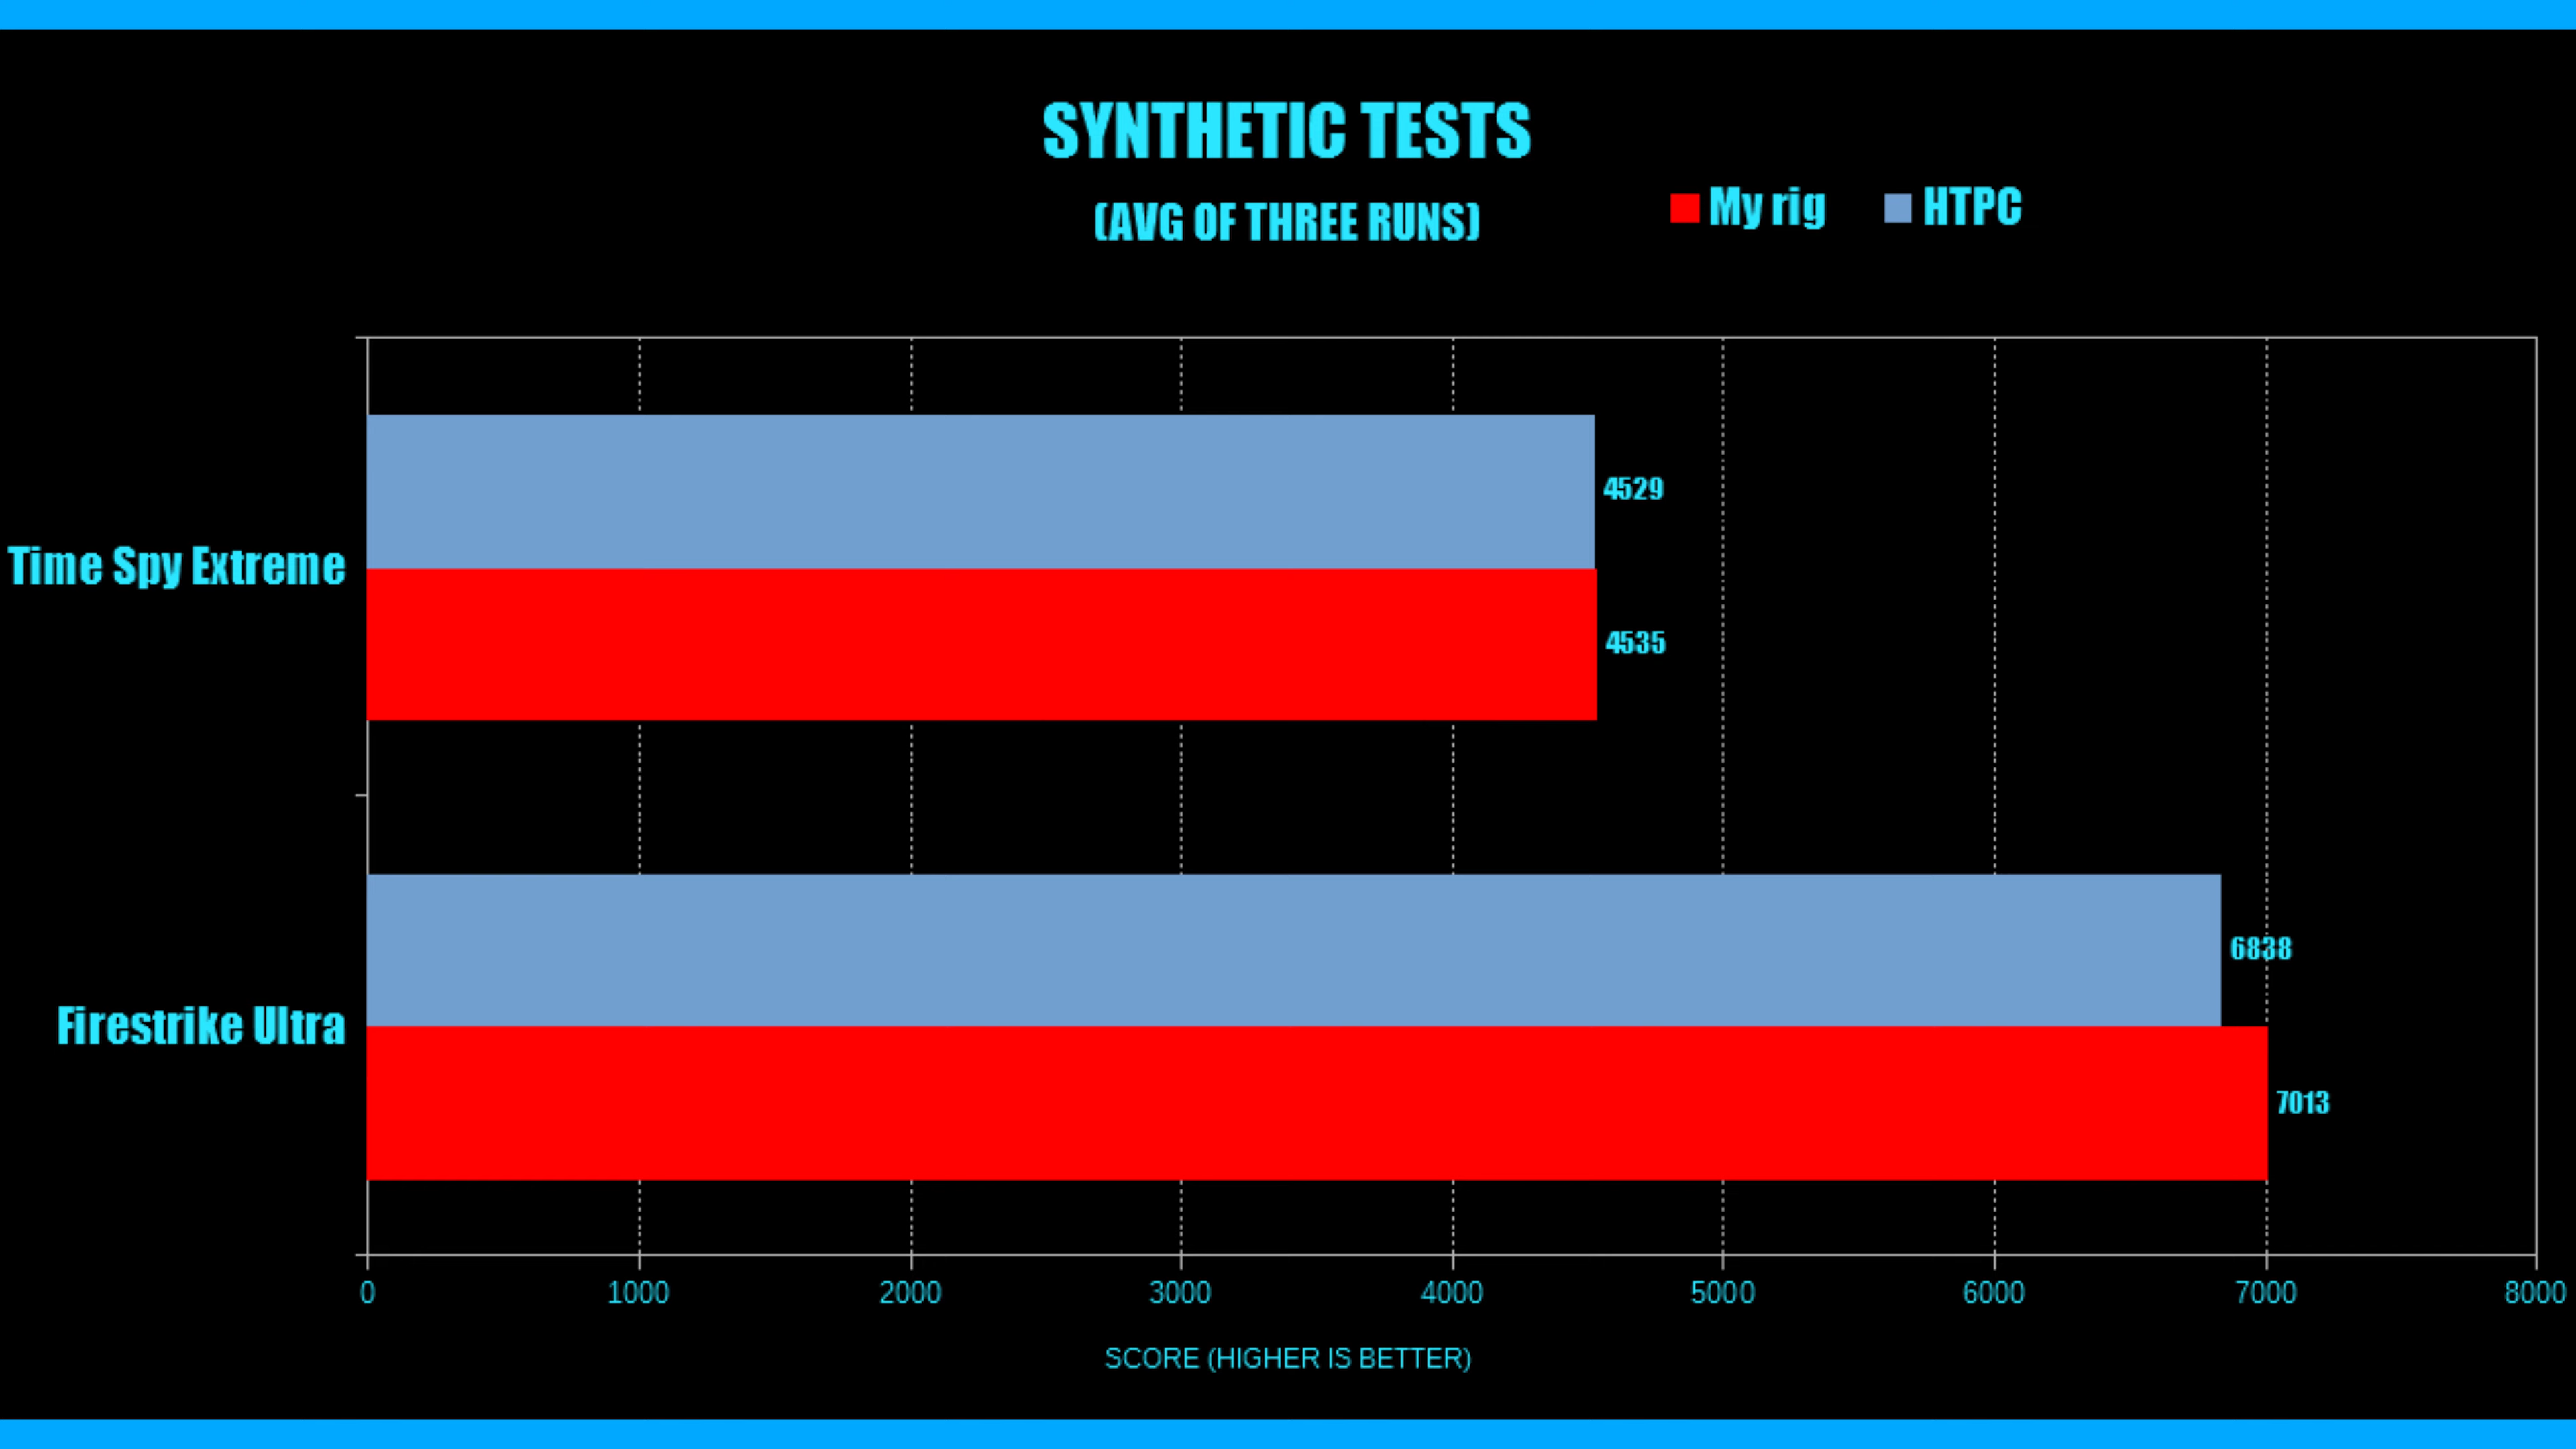 SYNTHETIC TESTS
(AVG OF THREE RUNS)
My rig
HTPC
Time Spy Extreme
4529
4535
Firestrike Ultra
6838
7013
0 1000 2000 3000 4000 5000 6000 7000 8000
SCORE (HIGHER IS BETTER)